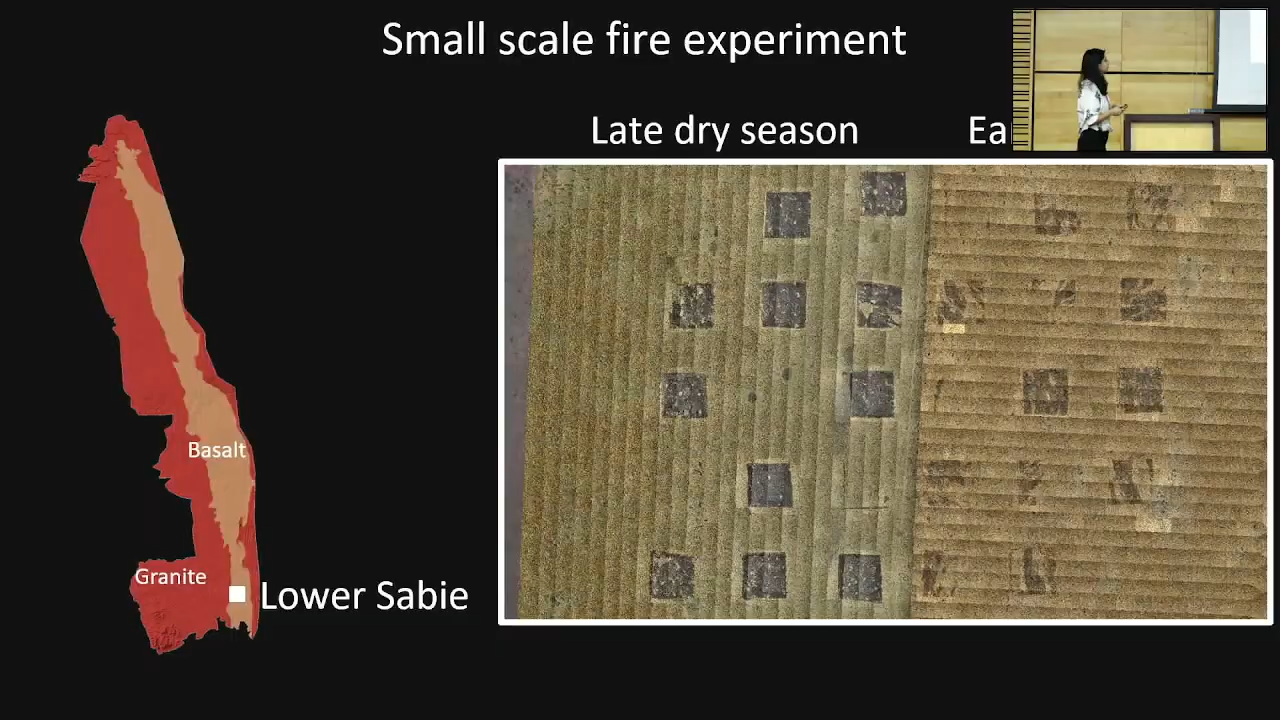 Small scale fire experiment
Late dry season
Ea
Basalt
Granite
Lower Sabie